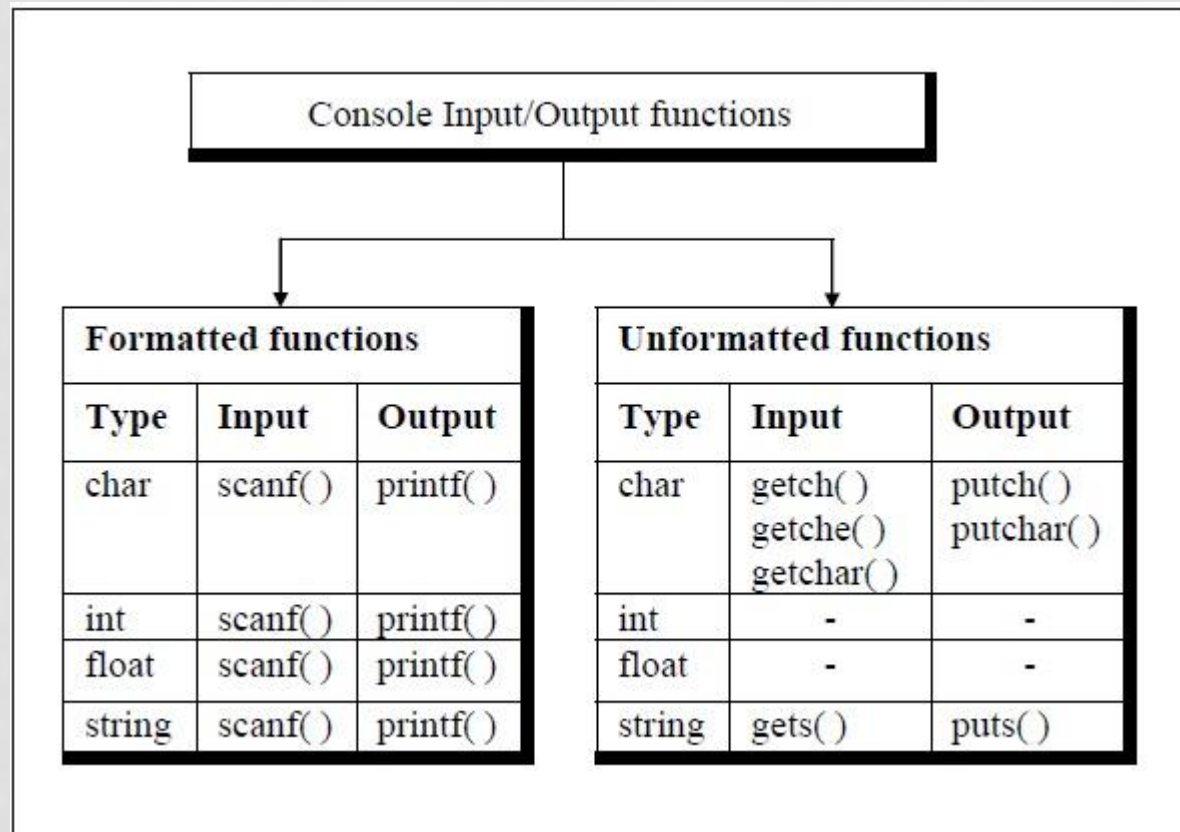 Console Input/Output functions
Formatted functions
Type Input Output
char scanf( ) printf( )
int scanf( ) printf( )
float scanf( ) printf( )
string scanf( ) printf( )
Unformatted functions
Type Input Output
char getch( ) putch( )
getche( ) putchar( )
getchar( )
int - -
float - -
string gets( ) puts( )